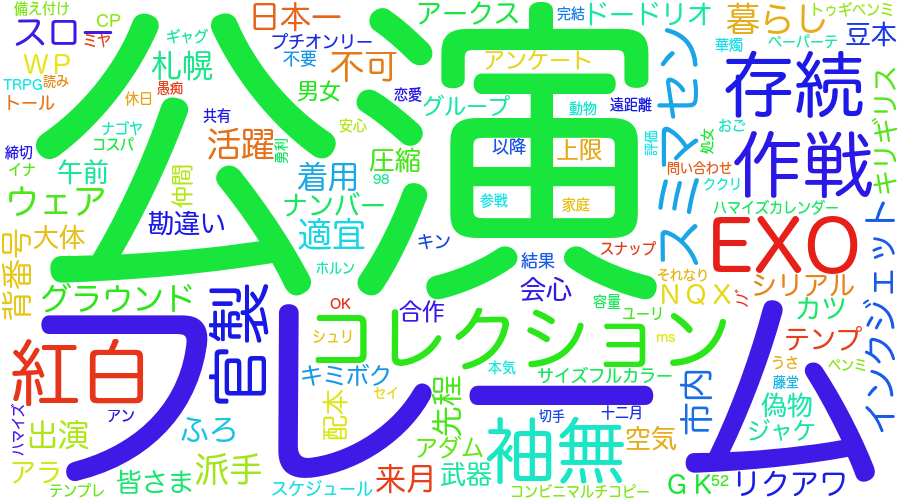 備え付け
CP
スロー
ミヤ
ギャグ
日本一
プチオンリー
アークス
完結
ドードリオ
暮らし
トゥギペンミ
豆本
華燭
ペーパーテ
WP
TRPG
読み
トール
愚痴
休日
札幌
不要
不可
アンケート
男女
恋愛
グループ
動物
遠距離
スミマセン
存続
作戦
キリギリス
公演
ナゴヤ
コスパ
共有
安心
締切
イナ
午前
活躍
勇利
圧縮
98
以降
上限
評価
処女
おこ
問い合わせ
ククリ
ウェア
仲間
着用
ナンバー
参戦
家庭
ハマイズカレンダー
勘違い
適宜
キン
EXO
インクジェット
背番号
大体
ホルン
結果
スナップ
それなり
グラウンド
官製
OK
合作
会心
容量
ユーリ
NQX
パパ
シリアル
カツ
フレーム
シュリ
コレクション
ms
テンプ
紅白
キミボク
本気
サイズフルカラー
うさ
ペンミ
藤堂
ハマイズ
アン
配本
セイ
先程
切手
十二月
市内
偽物
ジャケ
出演
ふろ
アダム
袖無
空気
アラ
皆さま
派手
来月
武器
GK
52
リクアワ
テンプレ
スケジュール
コンビニマルチコピー